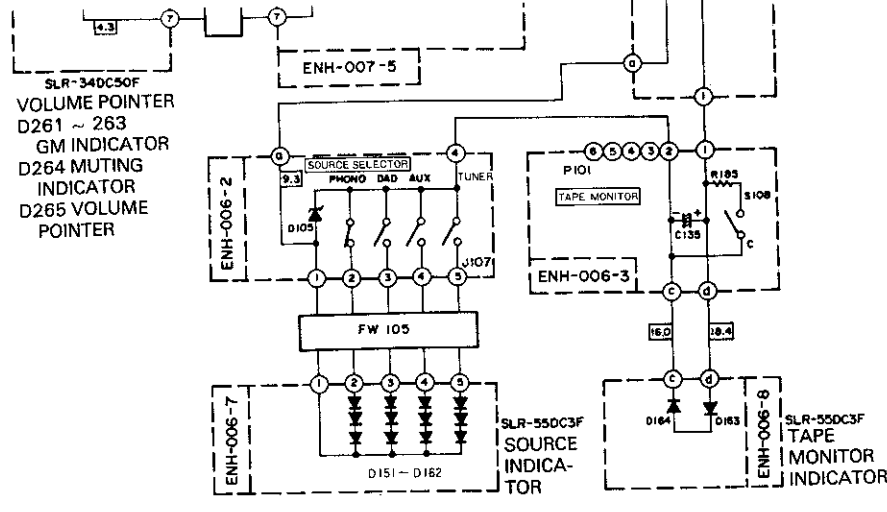 4.3
7
7
ENH-007-5
a
1
SLR-34DC50F
VOLUME POINTER
D261 ~ 263
GM INDICATOR
D264 MUTING
INDICATOR
D265 VOLUME
POINTER
ENH-006-2
a
9.3
SOURCE SELECTOR
PHONO DAD AUX
4
TUNER
D105
J107
1 2 3 4 5
FW 105
ENH-006-7
1 2 3 4 5
D151 ~ D162
SLR-55DC3F
SOURCE
INDICA-
TOR
6 5 4 3 2 1
P101
TAPE MONITOR
R185
S108
- +
C135
C
ENH-006-3
c d
16.0 18.4
c d
D164 D163
ENH-006-8
SLR-55DC3F
TAPE
MONITOR
INDICATOR